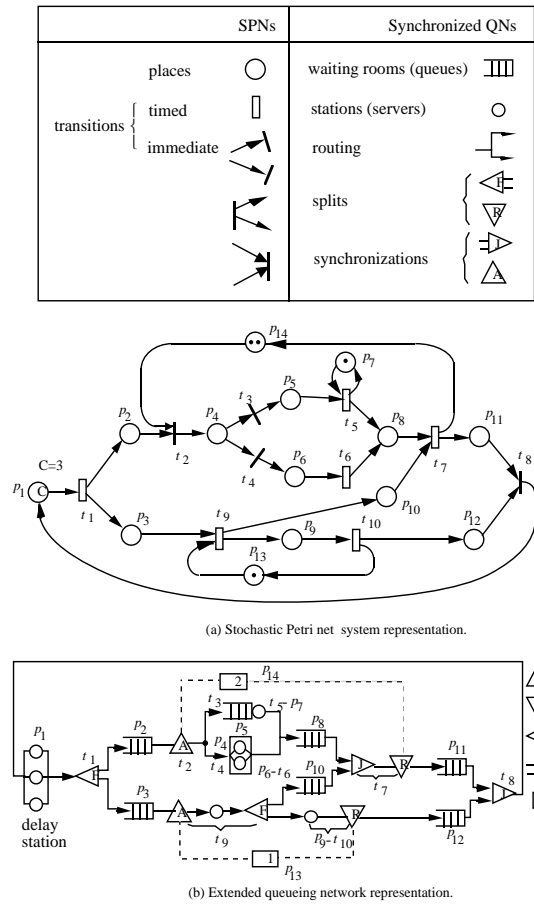 SPNs
Synchronized QNs
places
waiting rooms (queues)
transitions
timed
stations (servers)
immediate
routing
F
splits
R
J
synchronizations
A
p14
p7
p5
t3
p2
p4
t5
p8
p11
t2
p6
t6
t7
t8
C=3
t4
p1
C
t1
p3
t9
p10
p9
t10
p12
p13
(a) Stochastic Petri net system representation.
p14
2
t3
t5-p7
p1
p2
p4
p5
p8
p11
t1
A
t2
t4
J
R
t8
F
p6-t6
p10
t7
J
p3
A
F
R
delay
station
t9
p9-t10
p12
1
p13
(b) Extended queueing network representation.